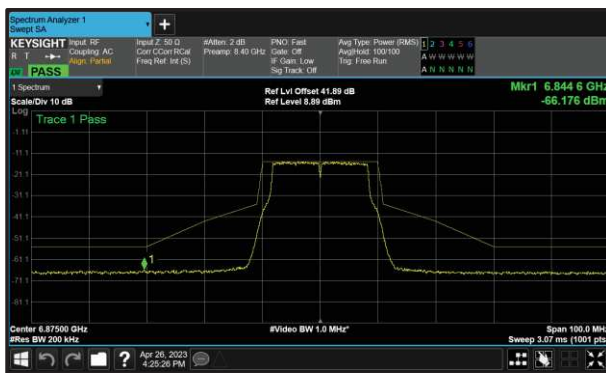 Spectrum Analyzer 1
Swept SA
+
KEYSIGHT Input: RF Input Z: 50 Ω #Atten: 2 dB PNO: Fast Avg Type: Power (RMS) 1 2 3 4 5 6
R T Coupling: AC Corr CCorr RCal Preamp: 8.40 GHz Gate: Off Avg|Hold: 100/100 A W W W W W
Align: Partial Freq Ref: Int (S) IF Gain: Low Trig: Free Run A N N N N N
PASS Sig Track: Off
1 Spectrum Ref Lvl Offset 41.89 dB Mkr1 6.844 6 GHz
Scale/Div 10 dB Ref Level 8.89 dBm -66.176 dBm
Log
Trace 1 Pass
-1.11
-11.1
-21.1
-31.1
-41.1
-51.1
1
-61.1
-71.1
-81.1
Center 6.87500 GHz #Video BW 1.0 MHz* Span 100.0 MHz
#Res BW 200 kHz Sweep 3.07 ms (1001 pts)
? Apr 26, 2023
4:25:26 PM